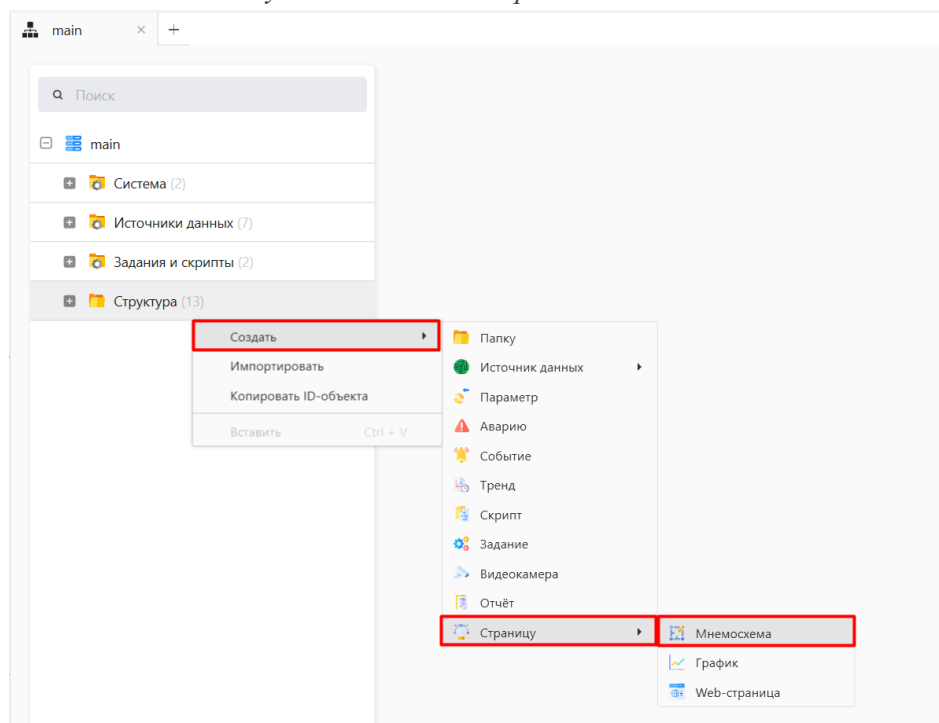 main × +
Поиск
main
Система (2)
Источники данных (7)
Задания и скрипты (2)
Структура (13)
Создать
Импортировать
Копировать ID-объекта
Вставить Ctrl + V
Папку
Источник данных
Параметр
Аварию
Событие
Тренд
Скрипт
Задание
Видеокамера
Отчёт
Страницу
Мнемосхема
График
Web-страница